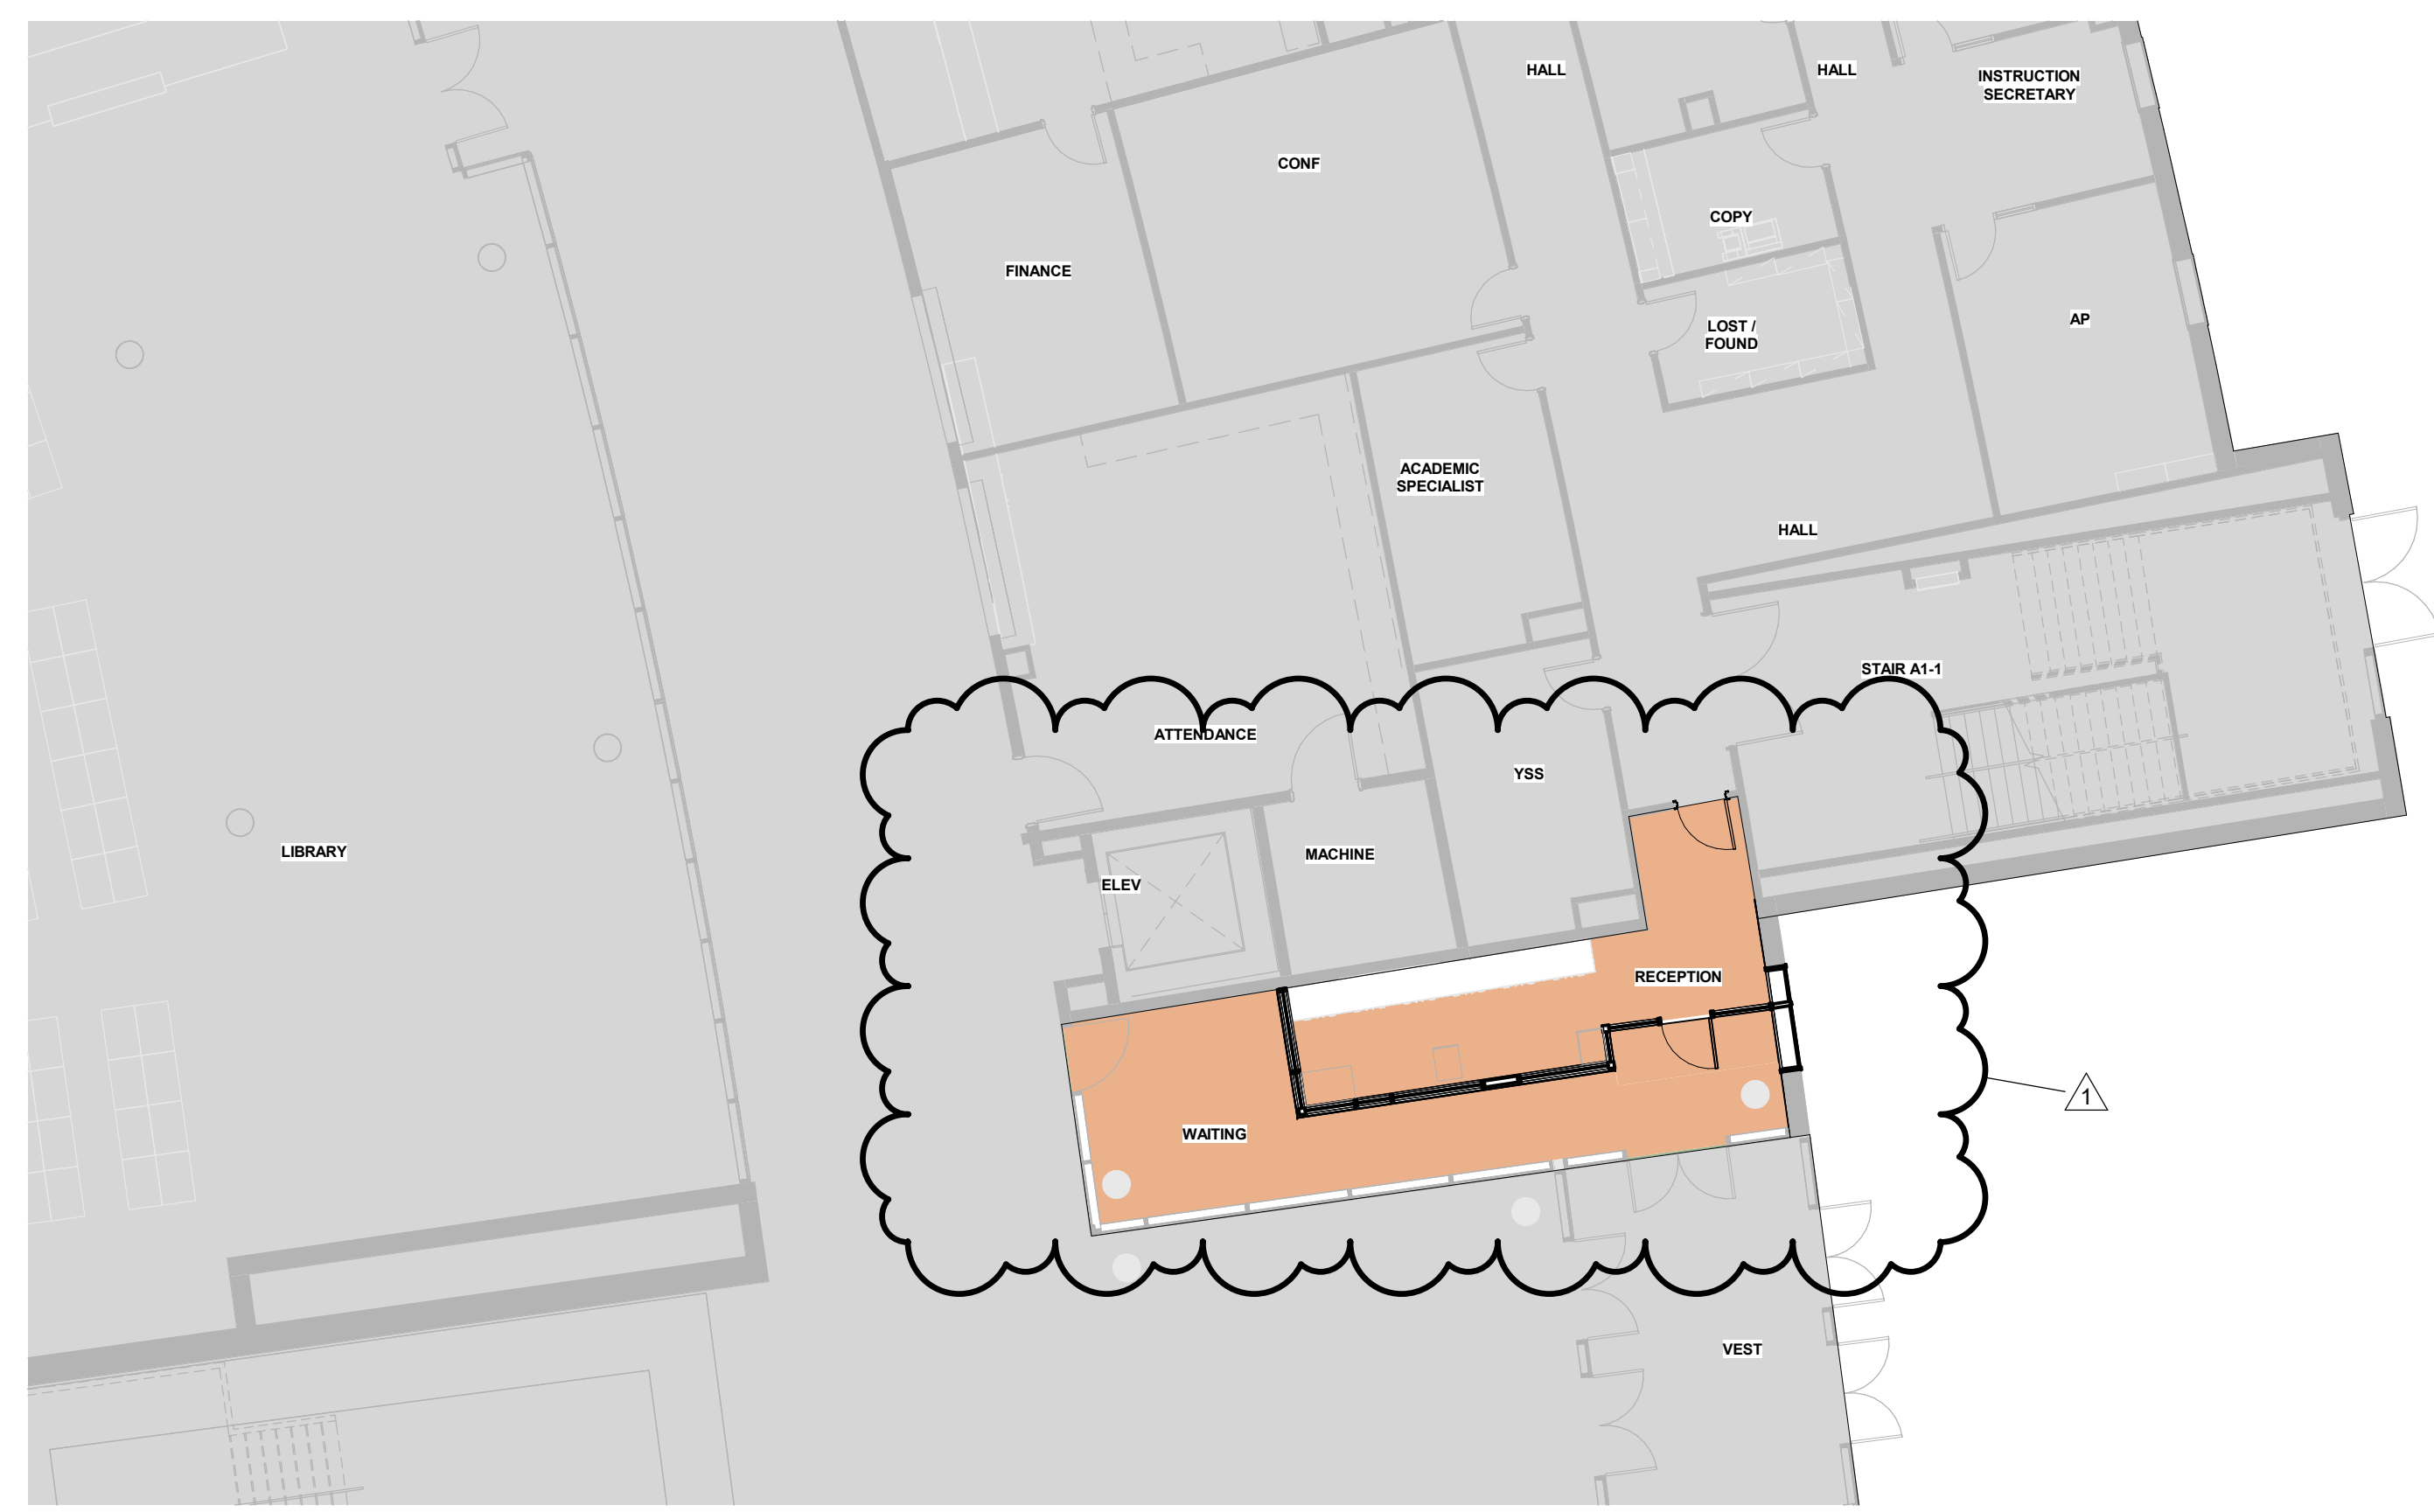 HALL
HALL
INSTRUCTION
SECRETARY
CONF
COPY
FINANCE
LOST /
FOUND
AP
ACADEMIC
SPECIALIST
HALL
STAIR A1-1
ATTENDANCE
YSS
LIBRARY
MACHINE
ELEV
RECEPTION
1
WAITING
VEST